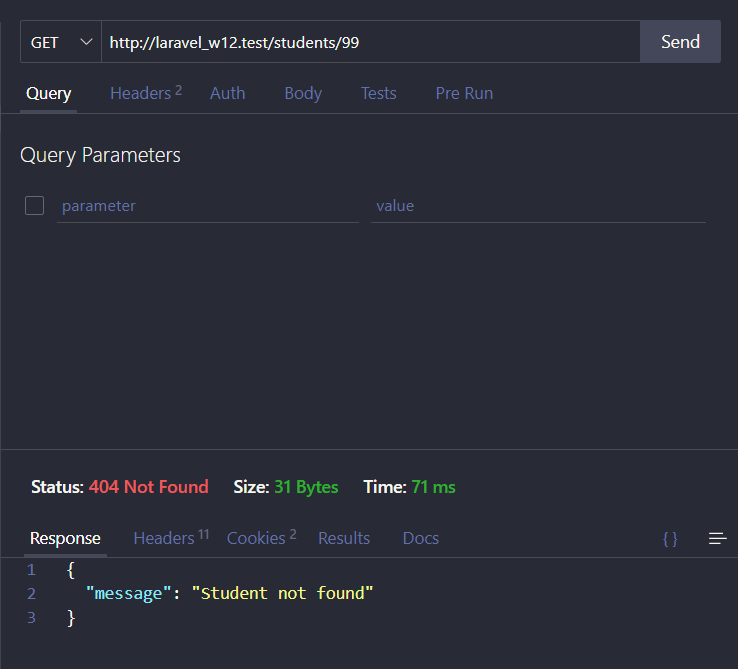 GET http://laravel_w12.test/students/99 Send
Query Headers 2 Auth Body Tests Pre Run
Query Parameters
parameter value
Status: 404 Not Found Size: 31 Bytes Time: 71 ms
Response Headers 11 Cookies 2 Results Docs { }
1 {
2 "message": "Student not found"
3 }